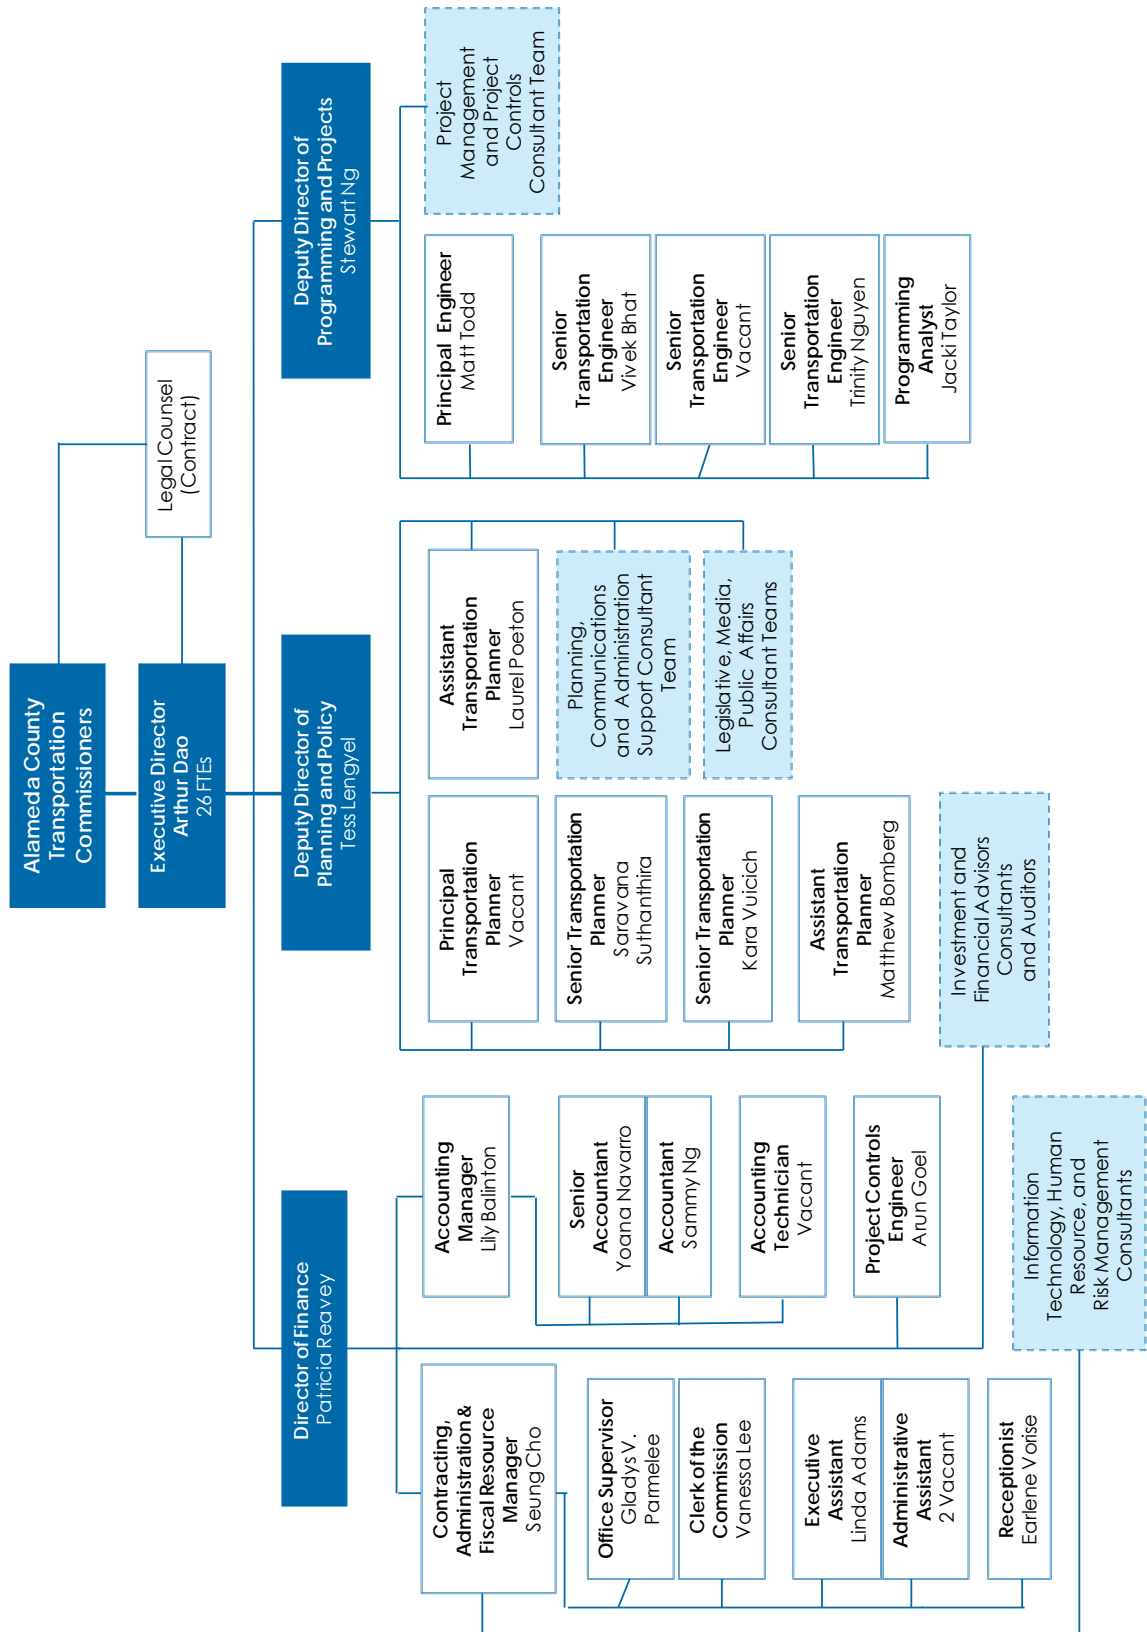 Alameda County
Transportation
Commissioners
Executive Director
Arthur Dao
26 FTEs
Legal Counsel
(Contract)
Director of Finance
Patricia Reavey
Deputy Director of
Planning and Policy
Tess Lengyel
Deputy Director of
Programming and Projects
Stewart Ng
Contracting,
Administration &
Fiscal Resource
Manager
Seung Cho
Office Supervisor
Gladys V.
Parmelee
Clerk of the
Commission
Vanessa Lee
Executive
Assistant
Linda Adams
Administrative
Assistant
2 Vacant
Receptionist
Earlene Vorise
Accounting
Manager
Lily Balinton
Senior
Accountant
Yoana Navarro
Accountant
Sammy Ng
Accounting
Technician
Vacant
Project Controls
Engineer
Arun Goel
Investment and
Financial Advisors
Consultants
and Auditors
Information
Technology, Human
Resource, and
Risk Management
Consultants
Principal
Transportation
Planner
Vacant
Senior Transportation
Planner
Saravana
Suthanthira
Senior Transportation
Planner
Kara Vuicich
Assistant
Transportation
Planner
Matthew Bomberg
Assistant
Transportation
Planner
Laurel Poeton
Planning,
Communications
and Administration
Support Consultant
Team
Legislative, Media,
Public Affairs
Consultant Teams
Principal Engineer
Matt Todd
Senior
Transportation
Engineer
Vivek Bhat
Senior
Transportation
Engineer
Vacant
Senior
Transportation
Engineer
Trinity Nguyen
Programming
Analyst
Jacki Taylor
Project
Management
and Project
Controls
Consultant Team